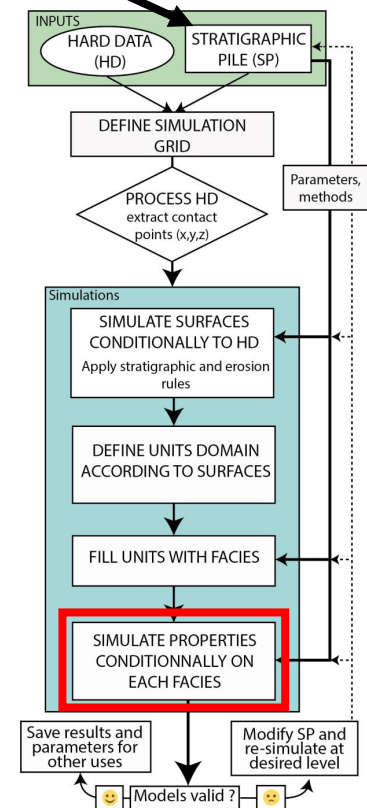 INPUTS
HARD DATA
(HD)
STRATIGRAPHIC
PILE (SP)
DEFINE SIMULATION
GRID
Parameters,
methods
PROCESS HD
extract contact
points (x,y,z)
Simulations
SIMULATE SURFACES
CONDITIONALLY TO HD
Apply stratigraphic and erosion
rules
DEFINE UNITS DOMAIN
ACCORDING TO SURFACES
FILL UNITS WITH FACIES
SIMULATE PROPERTIES
CONDITIONNALLY ON
EACH FACIES
Save results and
parameters for
other uses
Modify SP and
re-simulate at
desired level
Models valid ?